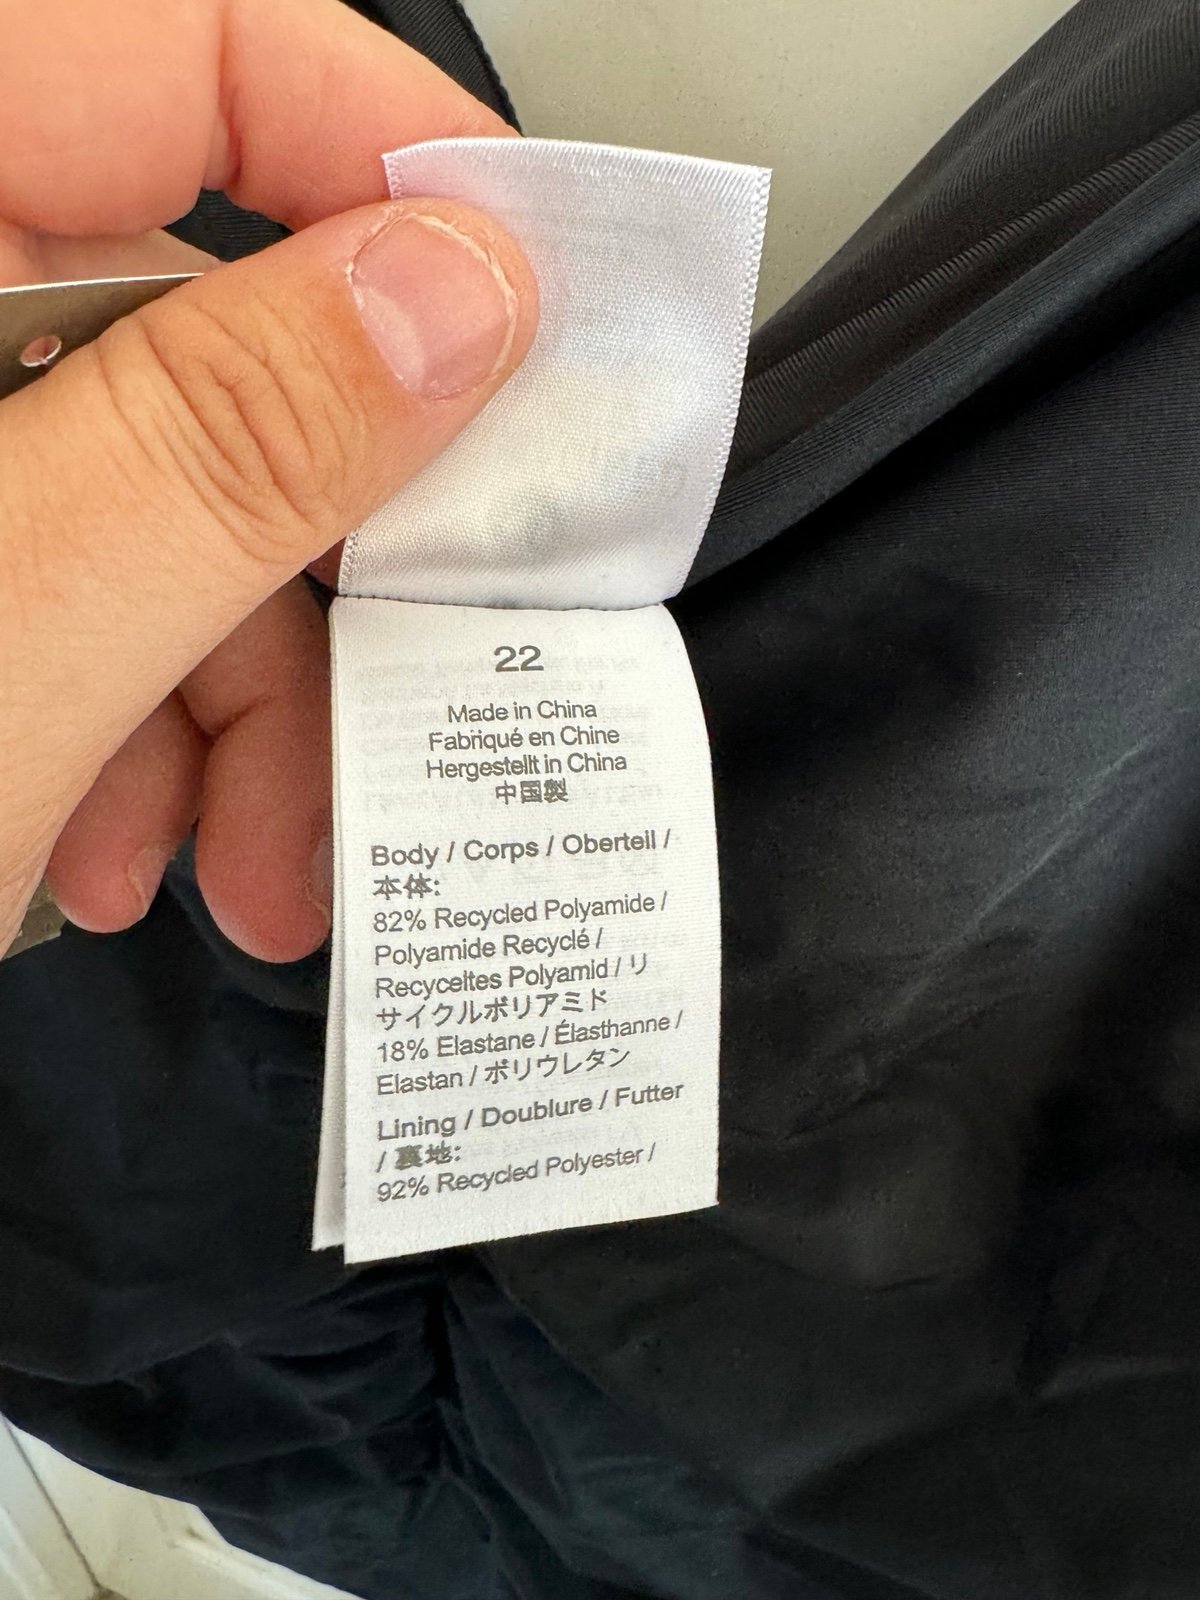 22
Made in China
Fabriqué en Chine
Hergestellt in China
中国製
Body / Corps / Oberteil /
本体:
82% Recycled Polyamide /
Polyamide Recyclé /
Recyceltes Polyamid / リ
サイクルポリアミド
18% Elastane / Élasthanne /
Elastan / ポリウレタン
Lining / Doublure / Futter
/ 裏地:
92% Recycled Polyester /